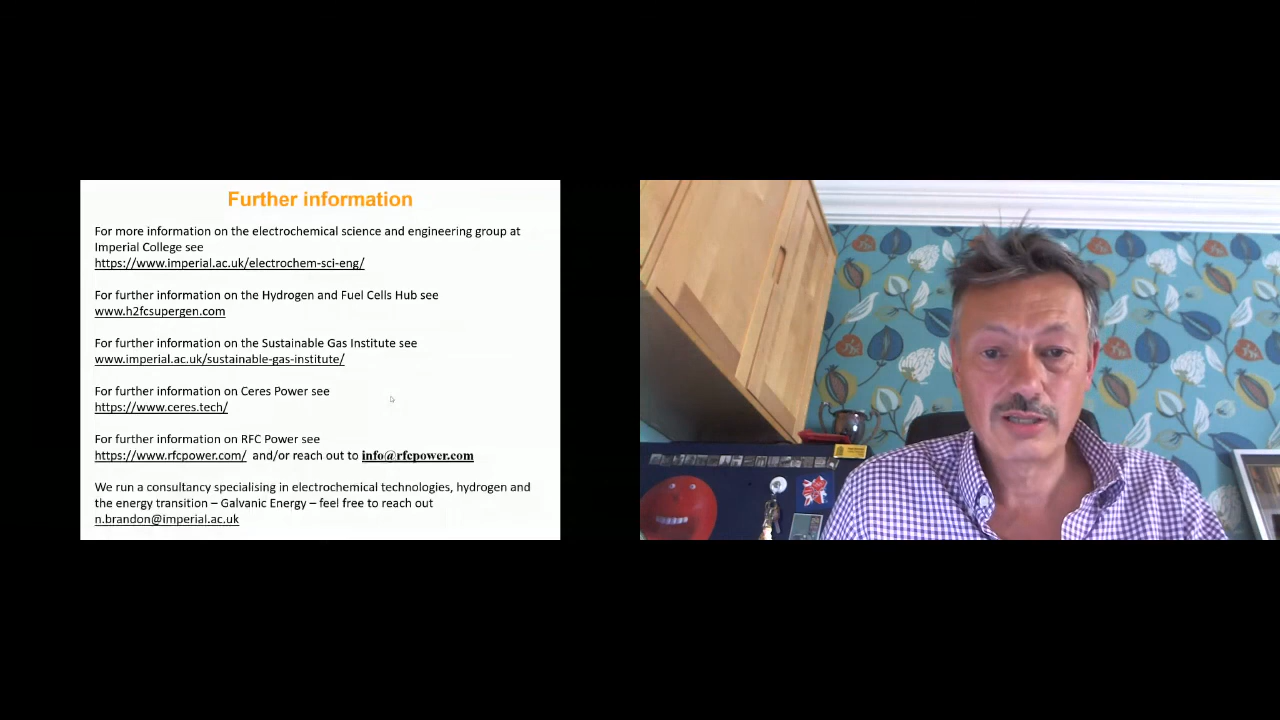 Further information
For more information on the electrochemical science and engineering group at
Imperial College see
https://www.imperial.ac.uk/electrochem-sci-eng/
For further information on the Hydrogen and Fuel Cells Hub see
www.h2fcsupergen.com
For further information on the Sustainable Gas Institute see
www.imperial.ac.uk/sustainable-gas-institute/
For further information on Ceres Power see
https://www.ceres.tech/
For further information on RFC Power see
https://www.rfcpower.com/ and/or reach out to info@rfcpower.com
We run a consultancy specialising in electrochemical technologies, hydrogen and
the energy transition – Galvanic Energy – feel free to reach out
n.brandon@imperial.ac.uk